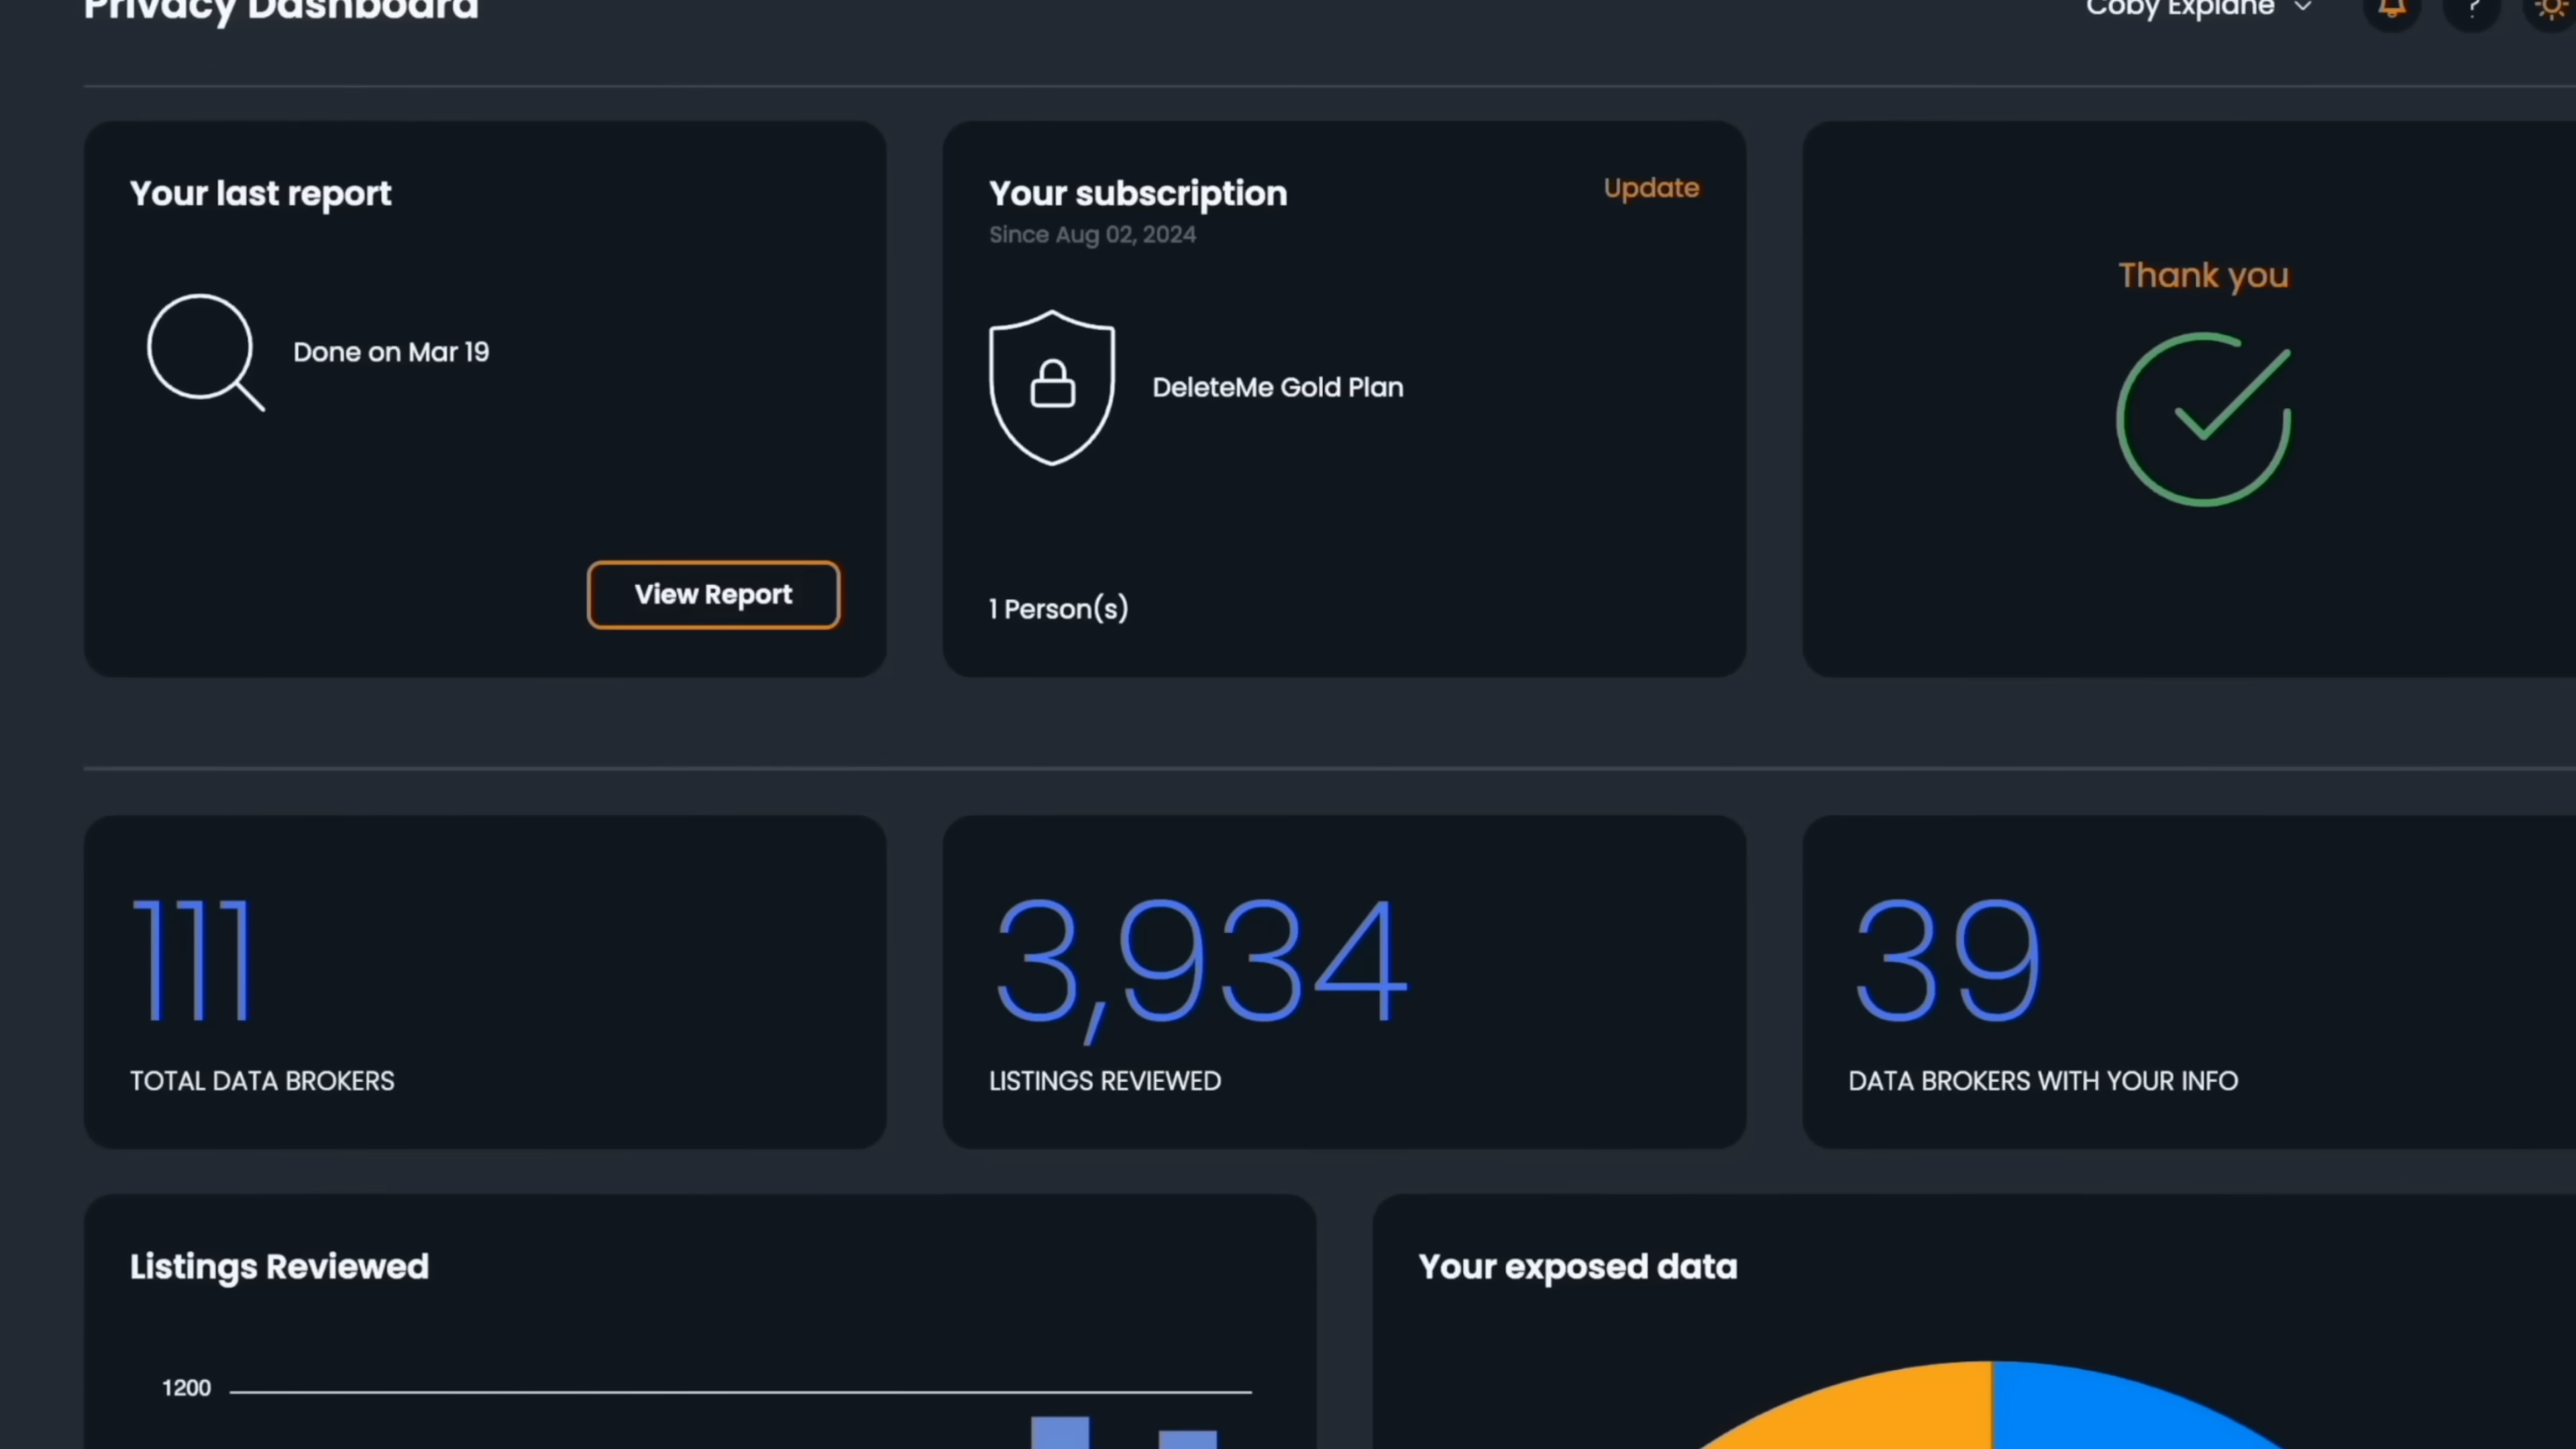 Privacy Dashboard
Coby Explane
?
Your last report
Done on Mar 19
View Report
Your subscription
Update
Since Aug 02, 2024
DeleteMe Gold Plan
1 Person(s)
Thank you
111
TOTAL DATA BROKERS
3,934
LISTINGS REVIEWED
39
DATA BROKERS WITH YOUR INFO
Listings Reviewed
1200
Your exposed data